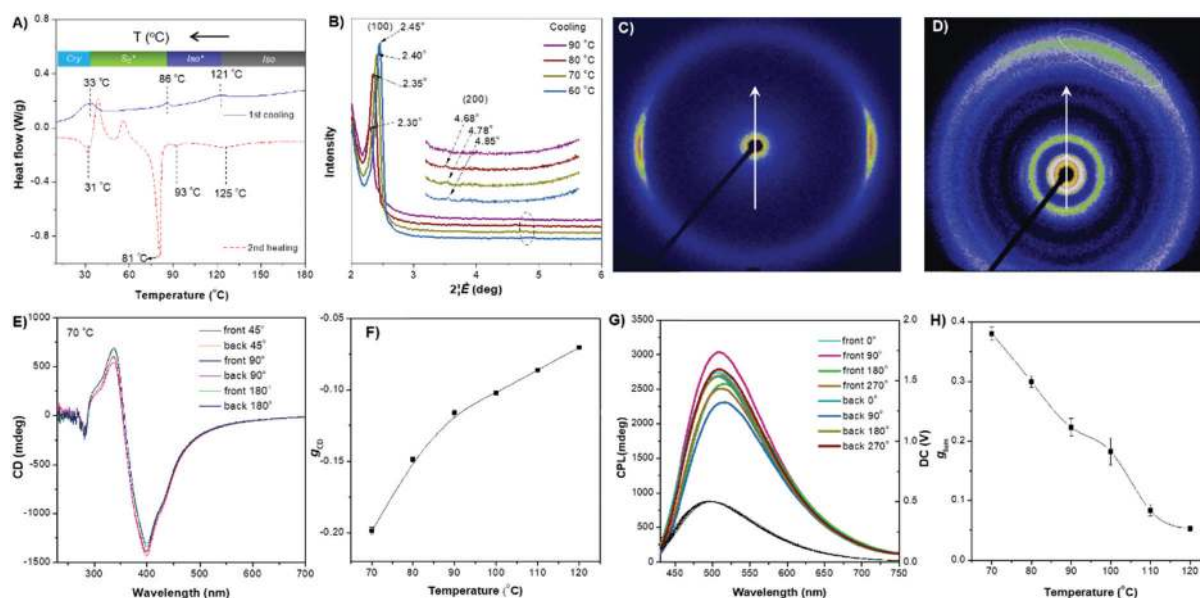 A)
T (°C)
Cry
Iso*
Iso
33 °C
86 °C
121 °C
1st cooling
31 °C
93 °C
125 °C
81 °C
2nd heating
Heat flow (W/g)
0.8
0.4
0.0
-0.4
-0.8
33 60 87 123 150 180
Temperature (°C)
B)
(100)
2.45°
2.40°
2.35°
2.30°
Cooling
90 °C
80 °C
70 °C
60 °C
(200)
4.68°
4.78°
4.85°
Intensity
2 3 4 5 6
2¦È (deg)
C)
D)
E)
70 °C
front 45°
back 45°
front 90°
back 90°
front 180°
back 180°
CD (mdeg)
1000
500
0
-500
-1000
-1500
300 400 500 600 700
Wavelength (nm)
F)
gCD
-0.05
-0.10
-0.15
-0.20
70 80 90 100 110 120
Temperature (°C)
G)
front 0°
front 90°
front 180°
front 270°
back 0°
back 90°
back 180°
back 270°
CPL(mdeg)
3500
3000
2500
2000
1500
1000
500
0
450 500 550 600 650 700 750
Wavelength (nm)
DC (V)
2.0
1.5
1.0
0.5
0.0
H)
glum
0.4
0.3
0.2
0.1
0.0
70 80 90 100 110 120
Temperature (°C)